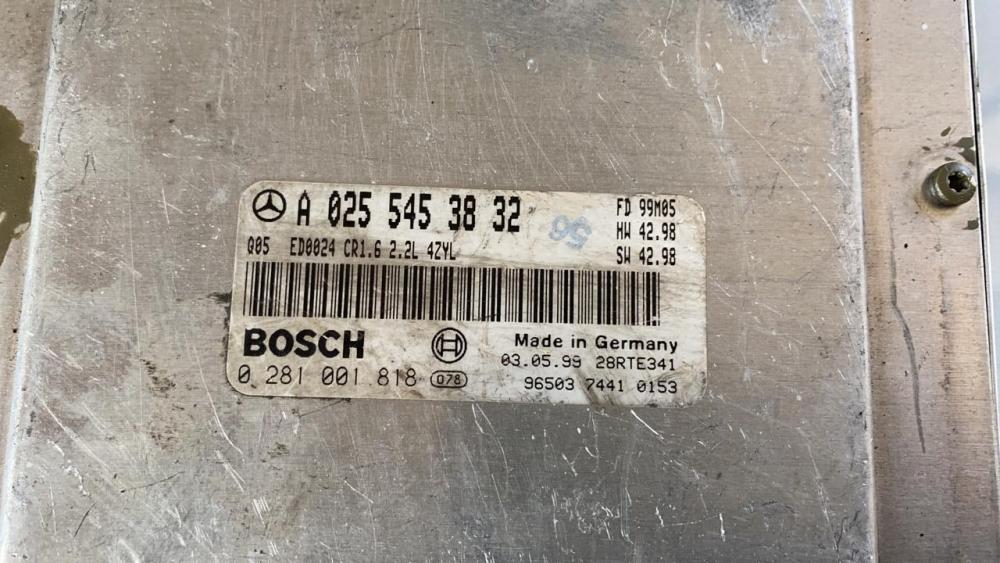 A 025 545 38 32
56
FD 99M05
HW 42.98
SW 42.98
Q05 ED0024 CR1.6 2.2L 4ZYL
BOSCH
Made in Germany
03.05.99 28RTE341
0 281 001 818 078
96503 7441 0153